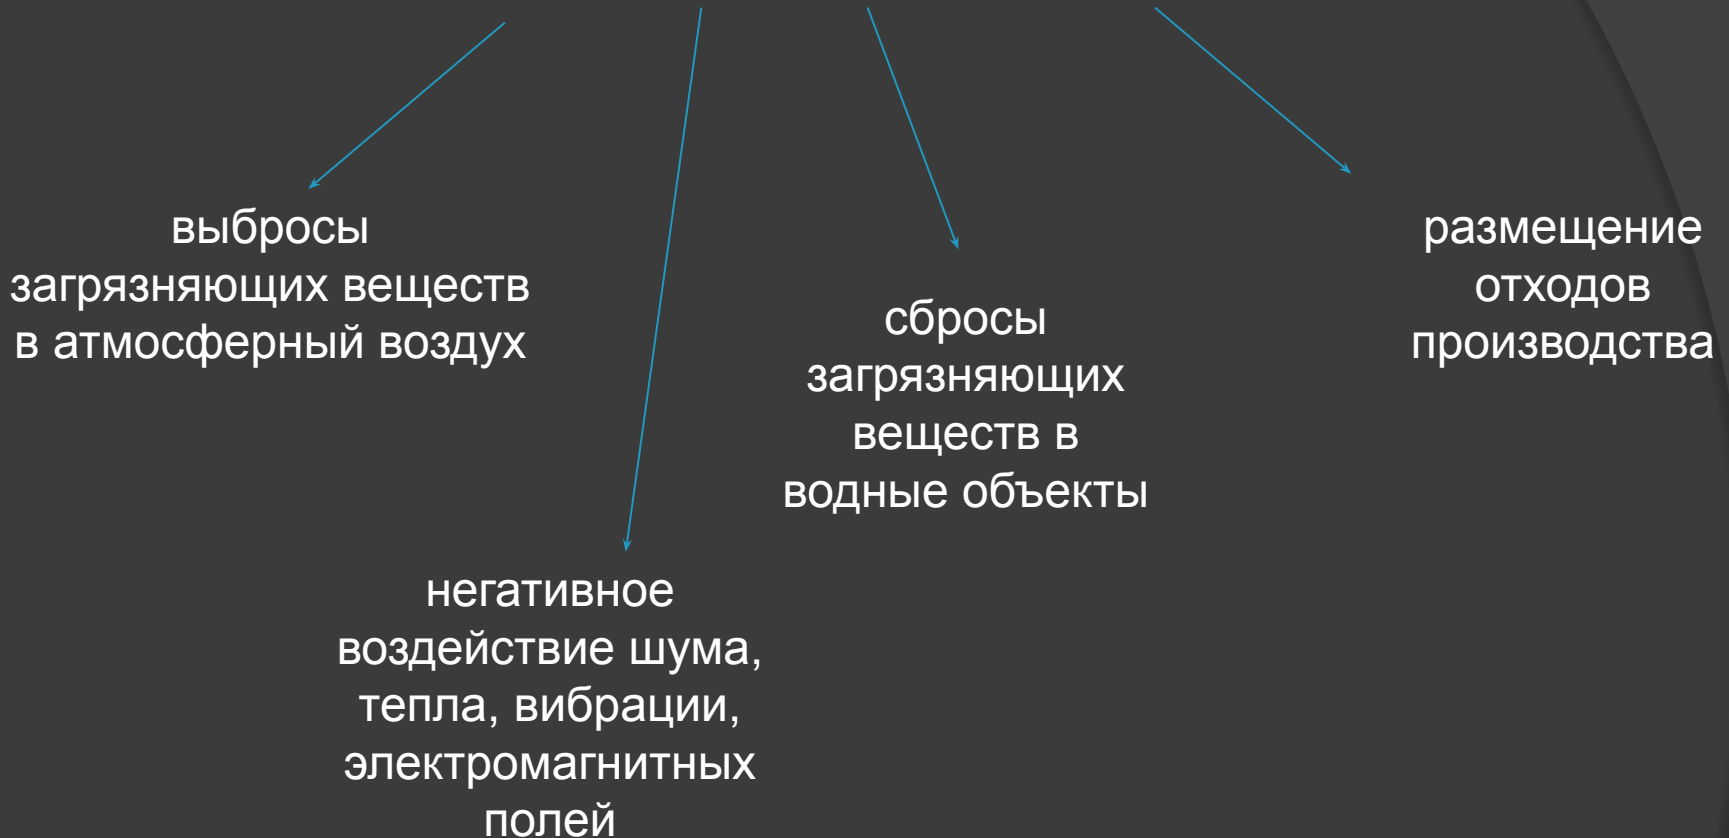 выбросы
загрязняющих веществ
в атмосферный воздух
негативное
воздействие шума,
тепла, вибрации,
электромагнитных
полей
сбросы
загрязняющих
веществ в
водные объекты
размещение
отходов
производства